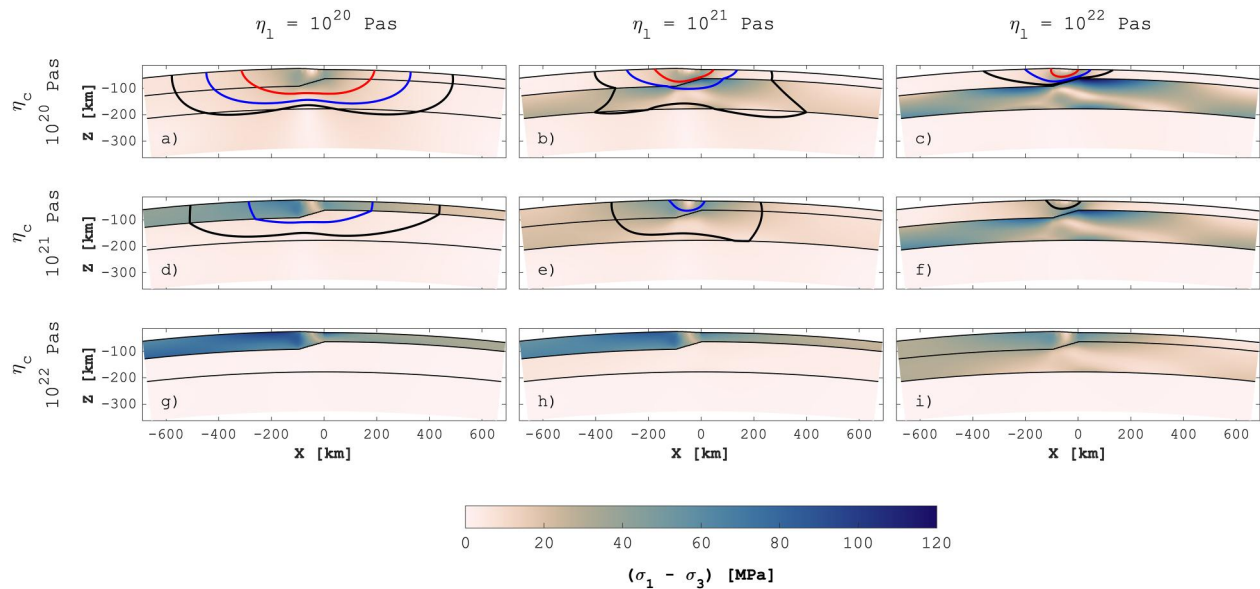 η_l = 10^20 Pas
η_l = 10^21 Pas
η_l = 10^22 Pas
η_c
10^20 Pas
Z [km]
-100
-200
-300
a)
b)
c)
η_c
10^21 Pas
Z [km]
-100
-200
-300
d)
e)
f)
η_c
10^22 Pas
Z [km]
-100
-200
-300
g)
h)
i)
-600 -400 -200 0 200 400 600
-600 -400 -200 0 200 400 600
-600 -400 -200 0 200 400 600
X [km]
X [km]
X [km]
0 20 40 60 80 100 120
(σ_1 - σ_3) [MPa]